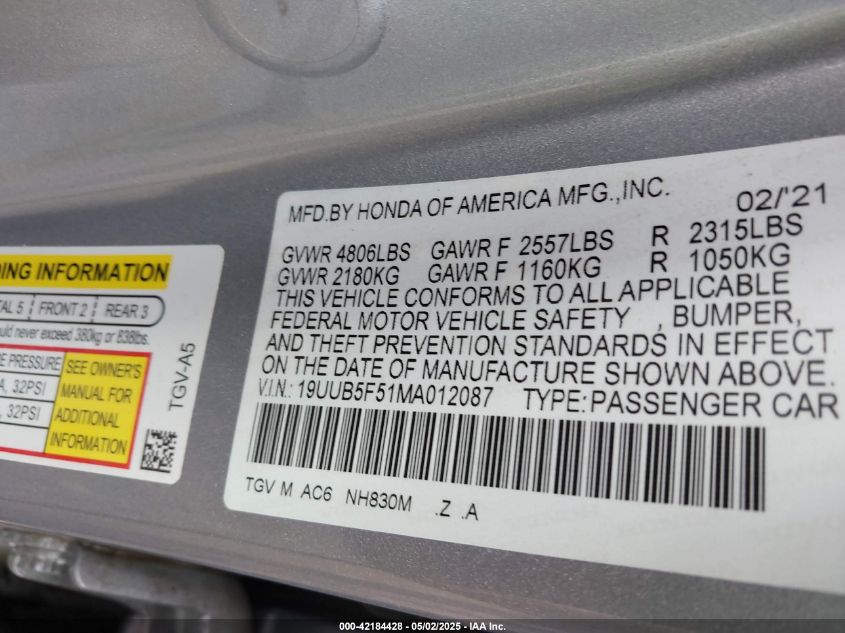 MFD.BY HONDA OF AMERICA MFG.,INC. 02/'21
GVWR 4806LBS GAWR F 2557LBS R 2315LBS
GVWR 2180KG GAWR F 1160KG R 1050KG
THIS VEHICLE CONFORMS TO ALL APPLICABLE
FEDERAL MOTOR VEHICLE SAFETY , BUMPER,
AND THEFT PREVENTION STANDARDS IN EFFECT
ON THE DATE OF MANUFACTURE SHOWN ABOVE.
V.I.N.: 19UUB5F51MA012087 TYPE:PASSENGER CAR
TGV M AC6 NH830M .Z .A
INFORMATION
5 FRONT 2 REAR 3
never exceed 380kg or 838lbs.
PRESSURE
, 32PSI
, 32PSI
SEE OWNER'S
MANUAL FOR
ADDITIONAL
INFORMATION
TGV-A5
000-42184428 - 05/02/2025 - IAA Inc.